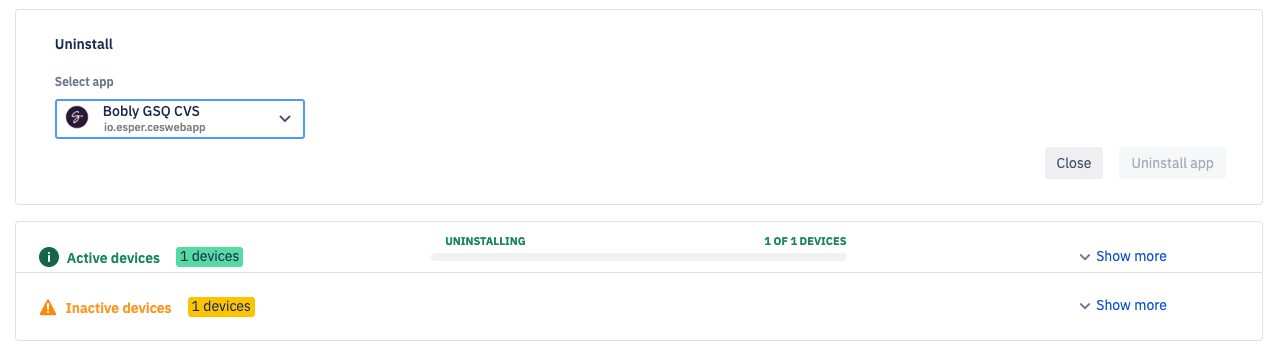 Uninstall
Select app
Bobly GSQ CVS
io.esper.ceswebapp
Close
Uninstall app
UNINSTALLING
1 OF 1 DEVICES
Active devices
1 devices
Show more
Inactive devices
1 devices
Show more